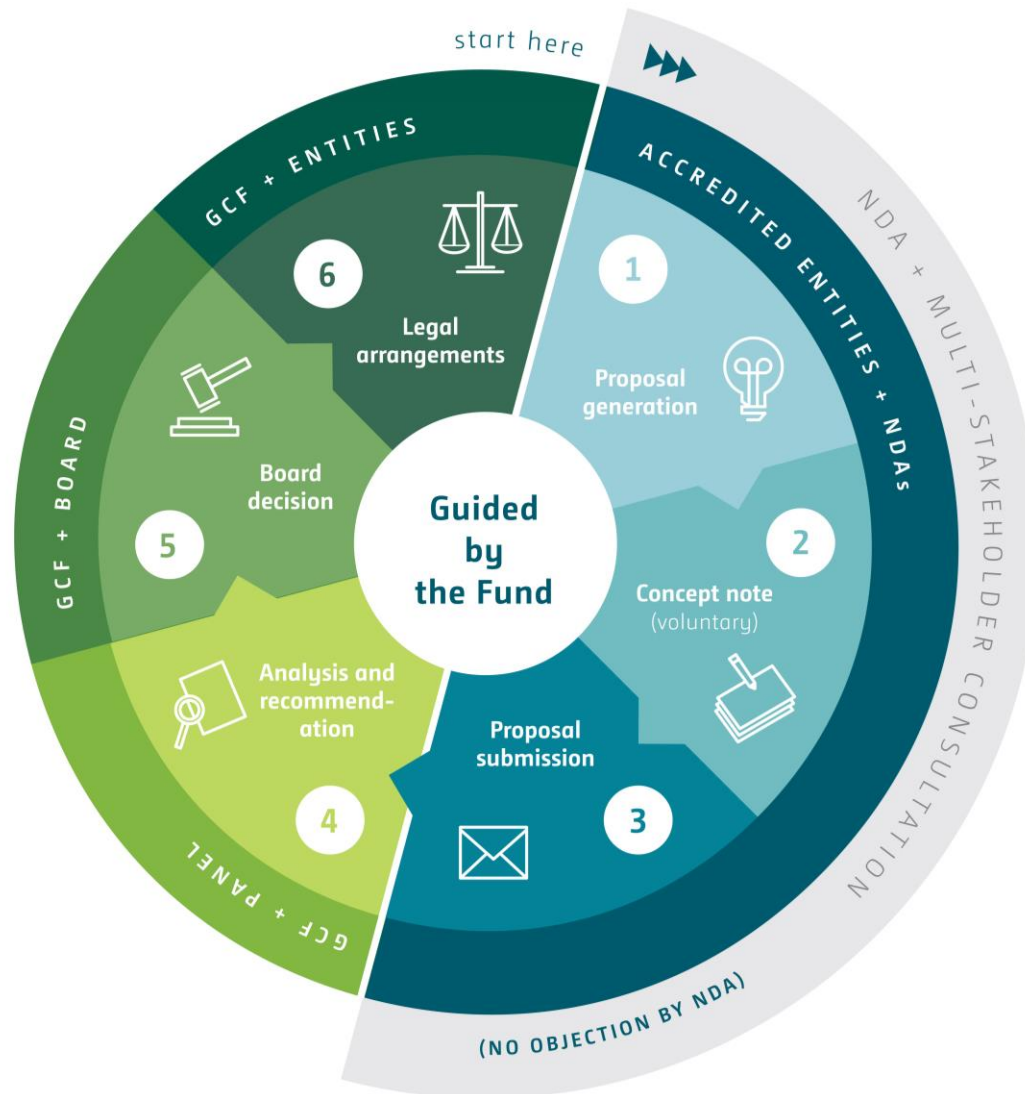 start here
NDA + MULTI-STAKEHOLDER CONSULTATION
(NO OBJECTION BY NDA)
ACCREDITED ENTITIES + NDAs
1
Proposal
generation
2
Concept note
(voluntary)
3
Proposal
submission
GCF + PANEL
4
Analysis and
recommend-
ation
GCF + BOARD
5
Board
decision
GCF + ENTITIES
6
Legal
arrangements
Guided
by
the Fund